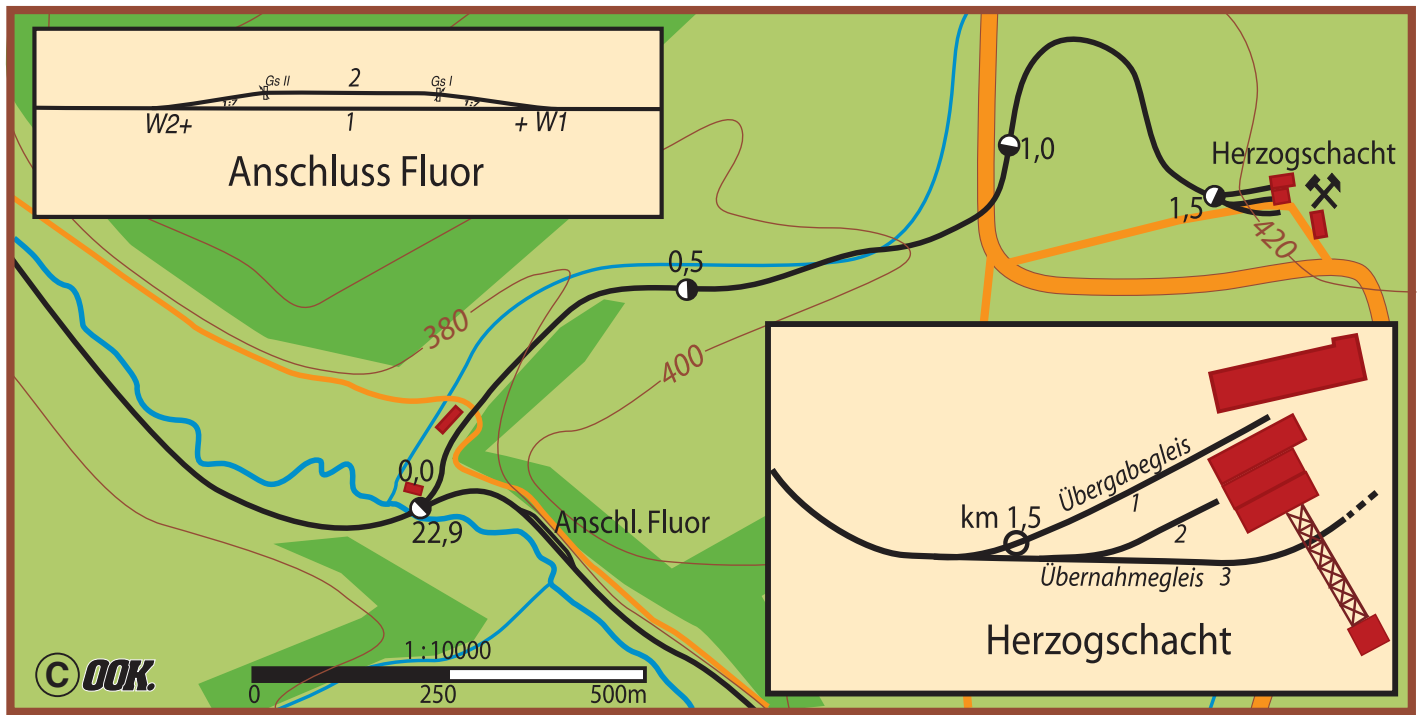 Gs II
2
Gs I
W2+
1
+ W1
Anschluss Fluor
1,0
Herzogschacht
1,5
420
0,5
380
400
0,0
22,9
Anschl. Fluor
Übergabegleis
1
km 1,5
2
Übernahmegleis 3
Herzogschacht
1 : 10000
0 250 500m
© OOK.